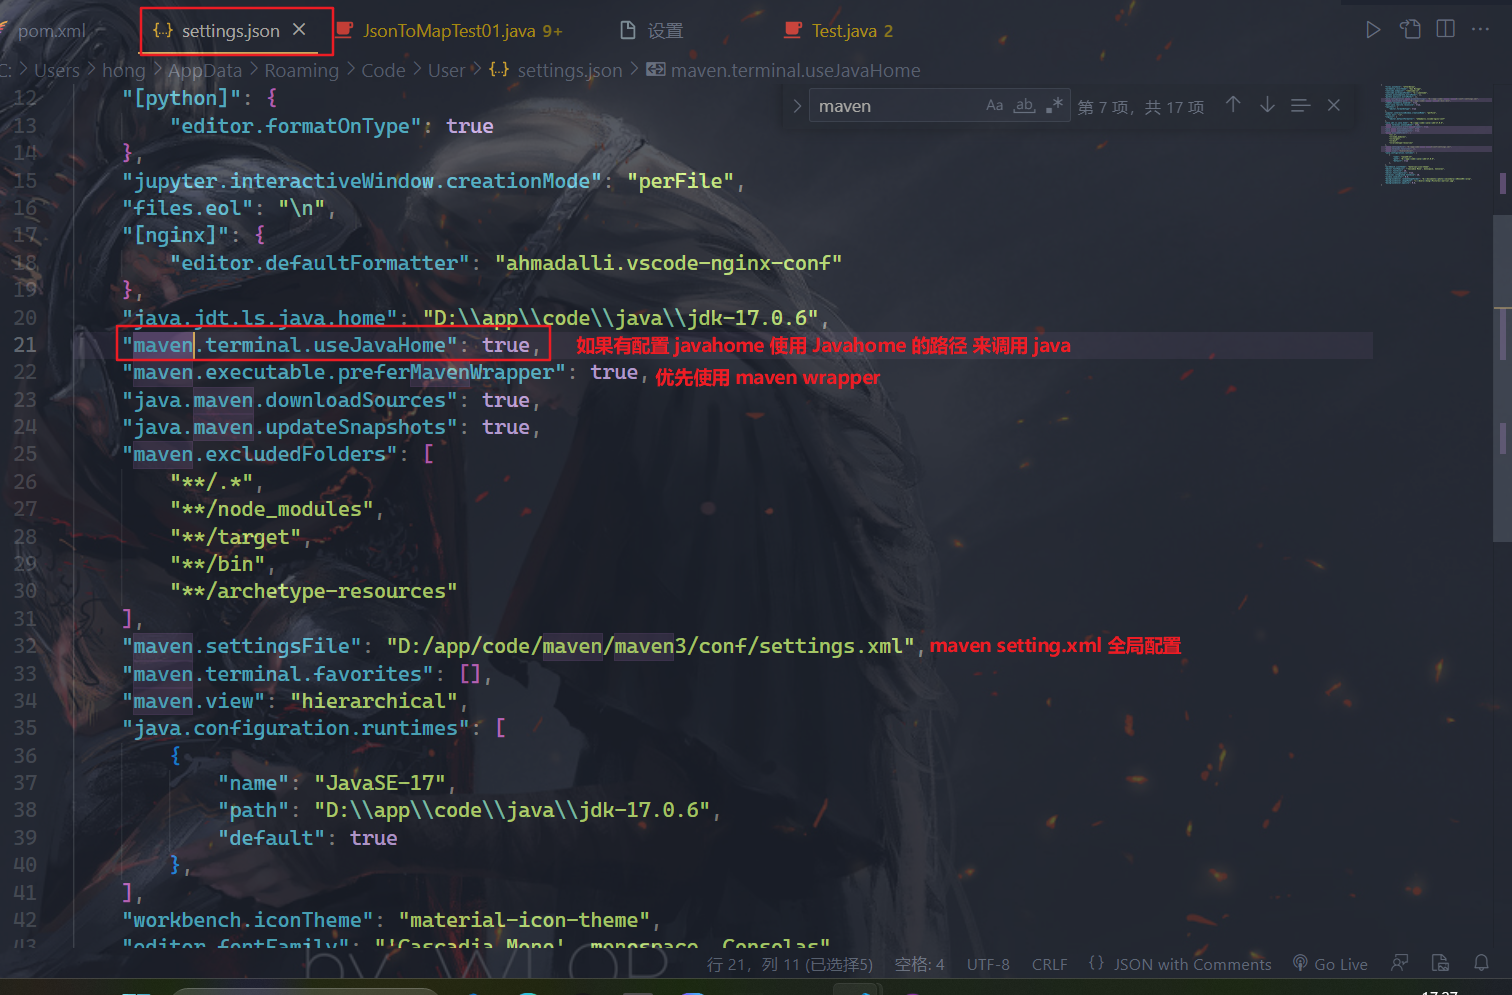 pom.xml
settings.json
JsonToMapTest01.java 9+
设置
Test.java 2
C: > Users > hong > AppData > Roaming > Code > User > {..} settings.json > maven.terminal.useJavaHome
maven
Aa ab .*
第 7 项，共 17 项
12 "[python]": {
13 "editor.formatOnType": true
14 },
15 "jupyter.interactiveWindow.creationMode": "perFile",
16 "files.eol": "\n",
17 "[nginx]": {
18 "editor.defaultFormatter": "ahmadalli.vscode-nginx-conf"
19 },
20 "java.jdt.ls.java.home": "D:\\app\\code\\java\\jdk-17.0.6",
21 "maven.terminal.useJavaHome": true, 如果有配置 javahome 使用 Javahome 的路径 来调用 java
22 "maven.executable.preferMavenWrapper": true, 优先使用 maven wrapper
23 "java.maven.downloadSources": true,
24 "java.maven.updateSnapshots": true,
25 "maven.excludedFolders": [
26 "**/.*",
27 "**/node_modules",
28 "**/target",
29 "**/bin",
30 "**/archetype-resources"
31 ],
32 "maven.settingsFile": "D:/app/code/maven/maven3/conf/settings.xml", maven setting.xml 全局配置
33 "maven.terminal.favorites": [],
34 "maven.view": "hierarchical",
35 "java.configuration.runtimes": [
36 {
37 "name": "JavaSE-17",
38 "path": "D:\\app\\code\\java\\jdk-17.0.6",
39 "default": true
40 },
41 ],
42 "workbench.iconTheme": "material-icon-theme",
43 "editor.fontFamily": "'Cascadia Mono', monospace, Consolas"
by WLOP
行 21，列 11 (已选择5) 空格: 4 UTF-8 CRLF {} JSON with Comments Go Live